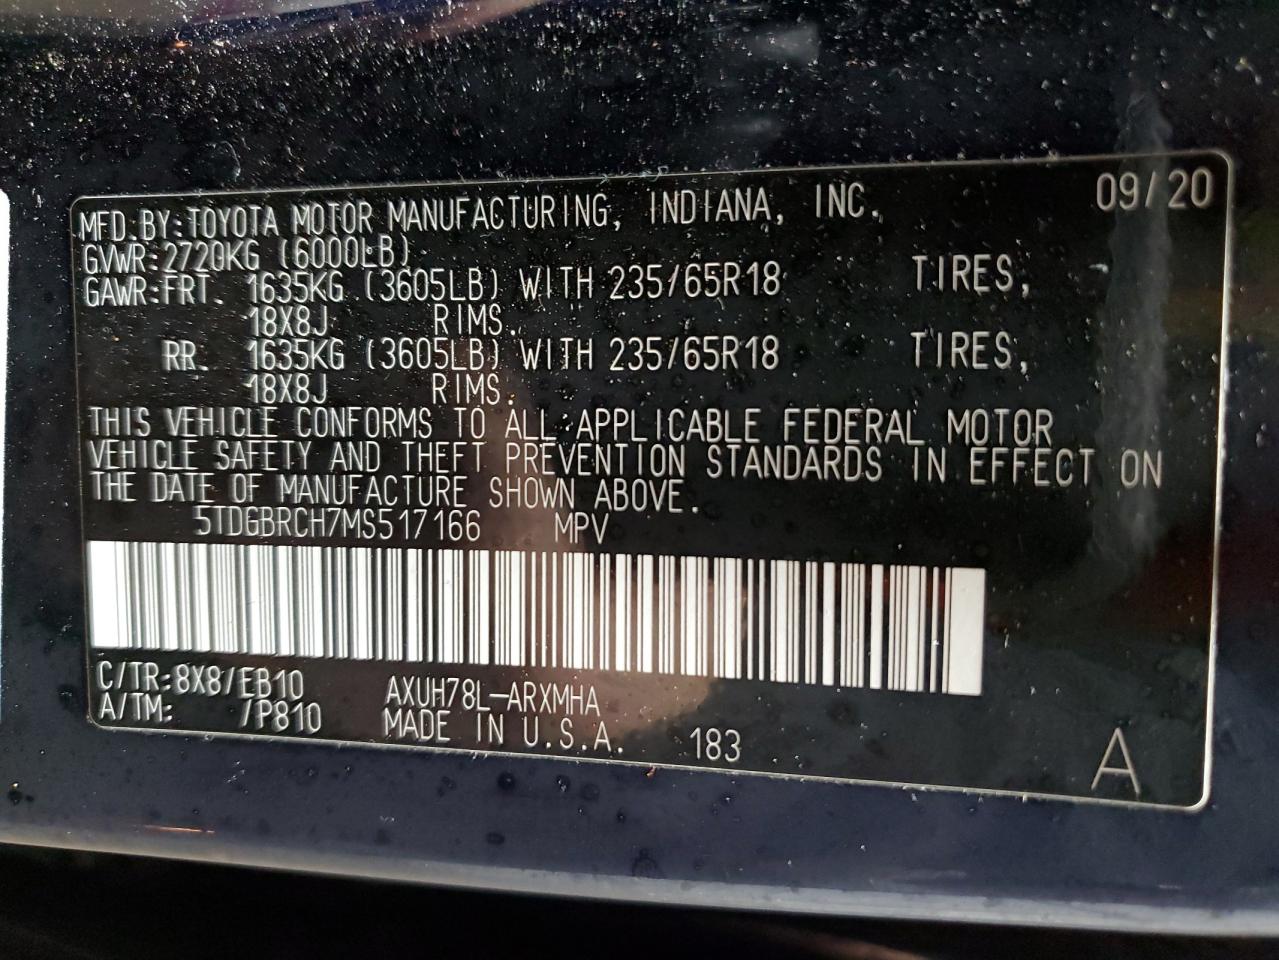 MFD.BY:TOYOTA MOTOR MANUFACTURING, INDIANA, INC. 09/20
GVWR:2720KG (6000LB)
GAWR:FRT. 1635KG (3605LB) WITH 235/65R18 TIRES,
18X8J RIMS.
RR. 1635KG (3605LB) WITH 235/65R18 TIRES,
18X8J RIMS.
THIS VEHICLE CONFORMS TO ALL APPLICABLE FEDERAL MOTOR
VEHICLE SAFETY AND THEFT PREVENTION STANDARDS IN EFFECT ON
THE DATE OF MANUFACTURE SHOWN ABOVE.
5TDGBRCH7MS517166 MPV
C/TR:8X8/EB10 AXUH78L-ARXMHA
A/TM: /P810 MADE IN U.S.A. 183 A